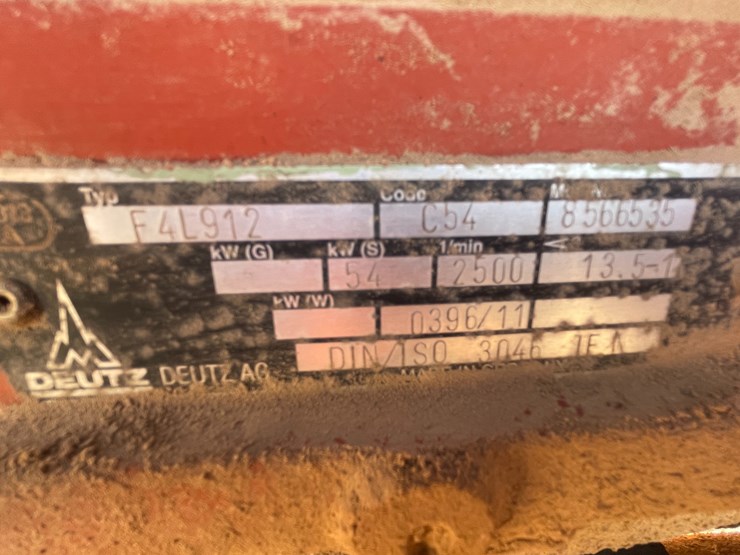 Typ Code
F4L912 C54 8566535
kW (G) kW (S) 1/min
54 2500 13.5-1
kW (W)
0396/11
DIN/ISO 3046
DEUTZ DEUTZ AG